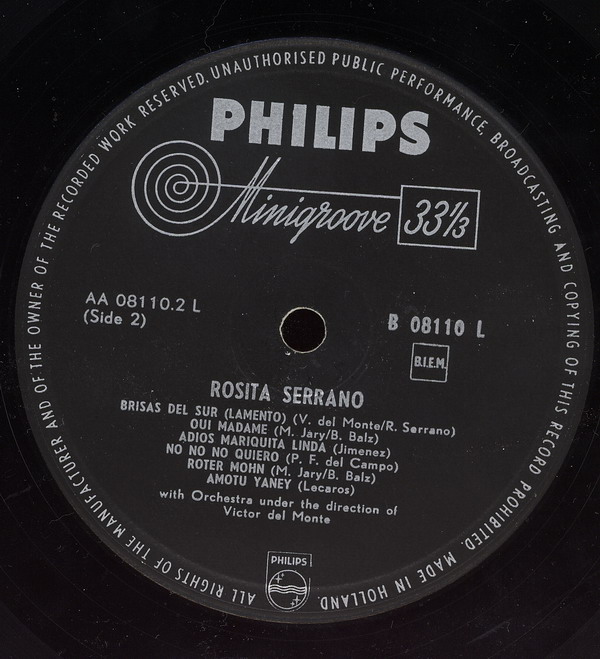 ALL RIGHTS OF THE MANUFACTURER AND OF THE OWNER OF THE RECORDED WORK RESERVED. UNAUTHORISED PUBLIC PERFORMANCE, BROADCASTING AND COPYING OF THIS RECORD PROHIBITED. MADE IN HOLLAND.
PHILIPS
Minigroove 33⅓
AA 08110.2 L
(Side 2)
B 08110 L
B.I.E.M.
ROSITA SERRANO
BRISAS DEL SUR (LAMENTO) (V. del Monte/R. Serrano)
OUI MADAME (M. Jary/B. Balz)
ADIOS MARIQUITA LINDA (Jimenez)
NO NO NO QUIERO (P. F. del Campo)
ROTER MOHN (M. Jary/B. Balz)
AMOTU YANEY (Lecaros)
with Orchestra under the direction of
Victor del Monte
PHILIPS